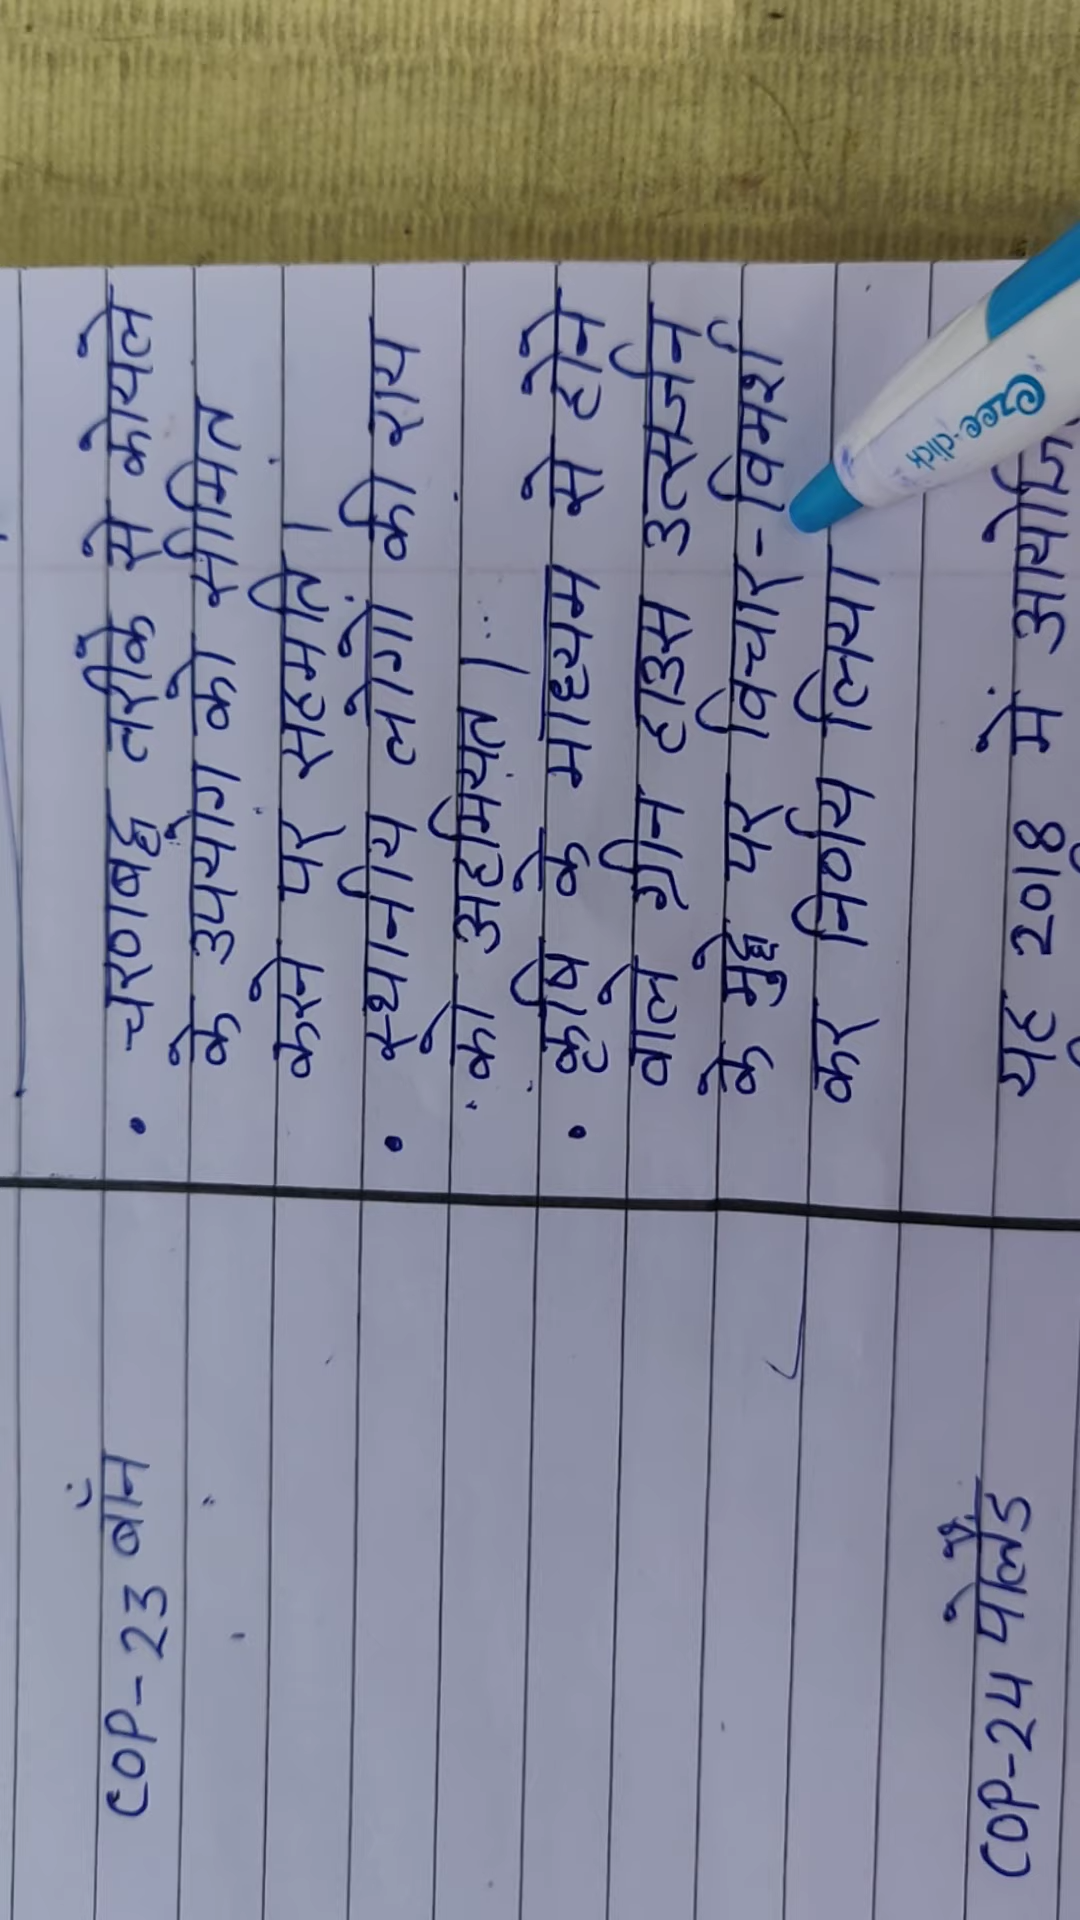 COP-23 बॉन
• चरणबद्ध तरीके से कोयले
के उपयोग को सीमित
करने पर सहमति।
• स्थानीय लोगों की राय
को अहमियत।
• कृषि के माध्यम से होने
वाले ग्रीन हाउस उत्सर्जन
के मुद्दे पर विचार-विमर्श
कर निर्णय लिया
COP-24 पोलैंड
यह 2018 में आयोजि
ezee-click